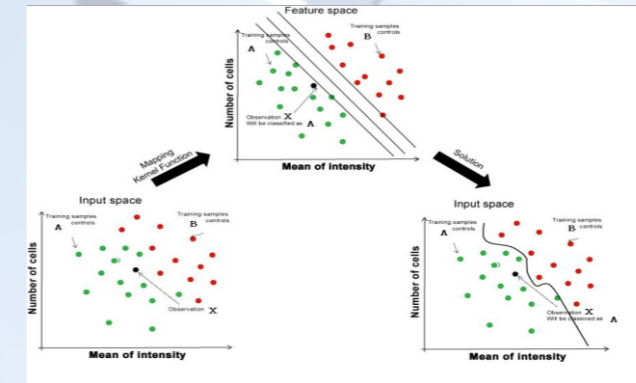 Feature space
Training samples
controls
A
Training samples
controls
B
Number of cells
Observation X
Will be classified as A
Mean of intensity
Mapping
Kernel Function
Solution
Input space
Training samples
controls
A
Training samples
controls
B
Number of cells
Observation X
Mean of intensity
Input space
Training samples
controls
A
Training samples
controls
B
Number of cells
Observation X
Will be classified as A
Mean of intensity